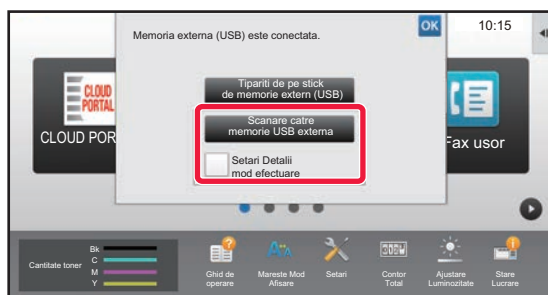 Memoria externa (USB) este conectata.
OK
10:15
Tipariti de pe stick
de memorie extern (USB)
Scanare catre
memorie USB externa
Setari Detalii
mod efectuare
CLOUD
PORTAL
CLOUD POR
Fax usor
Cantitate toner
Bk
C
M
Y
Ghid de
operare
Mareste Mod
Afisare
Setari
Contor
Total
Ajustare
Luminozitate
Stare
Lucrare